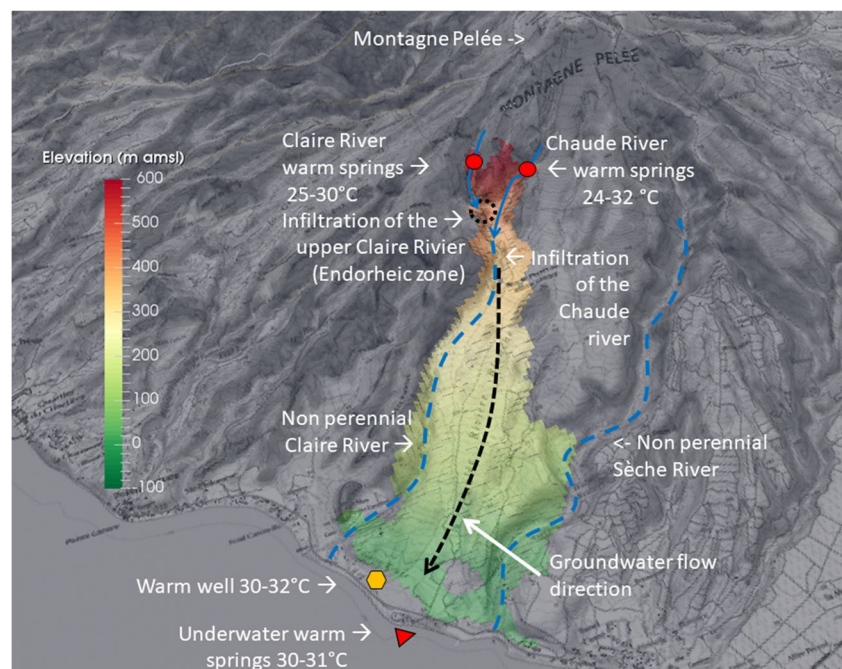 Montagne Pelée ->
MONTAGNE PELÉE
Claire River
warm springs →
25-30°C
Chaude River
← warm springs
24-32 °C
Elevation (m amsl)
600
500
400
300
200
100
0
-100
Infiltration of the →
upper Claire Rivier
(Endorheic zone)
← Infiltration
of the
Chaude
river
Non perennial
Claire River →
<- Non perennial
Sèche River
Groundwater flow
direction
Warm well 30-32°C →
Underwater warm →
springs 30-31°C